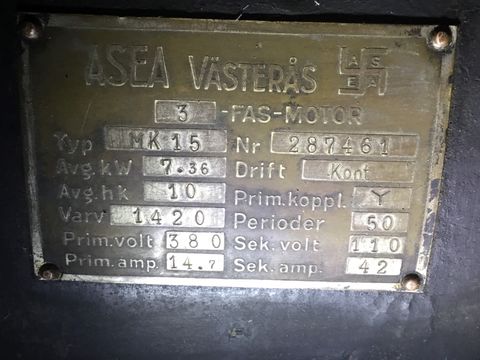 ASEA VÄSTERÅS AS EA
3 -FAS-MOTOR
Typ MK 15 Nr 287461
Avg. kW 7.36 Drift Kont
Avg. hk 10 Prim. koppl. Y
Varv 1420 Perioder 50
Prim. volt 380 Sek. volt 110
Prim. amp. 14.7 Sek. amp. 42